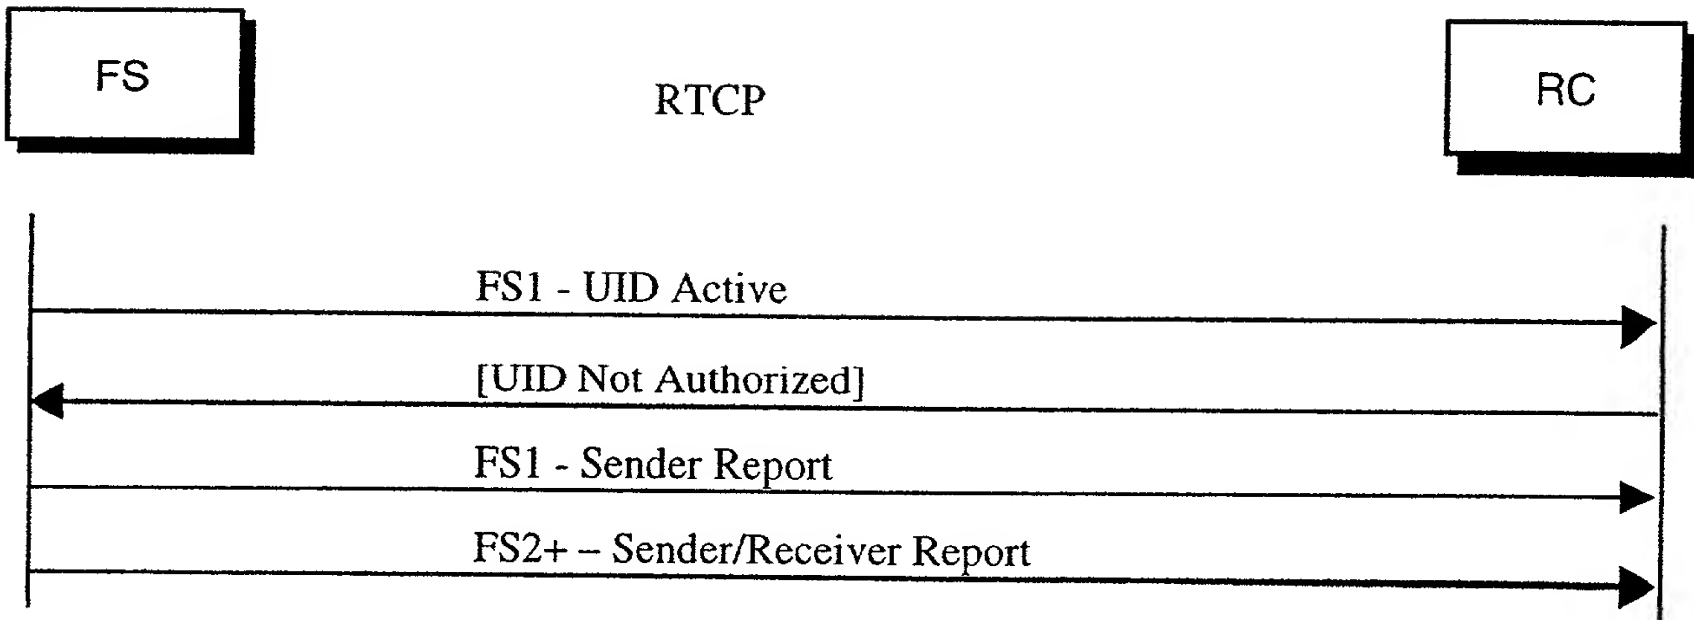 FS
RTCP
RC
FS1 - UID Active
[UID Not Authorized]
FS1 - Sender Report
FS2+ – Sender/Receiver Report